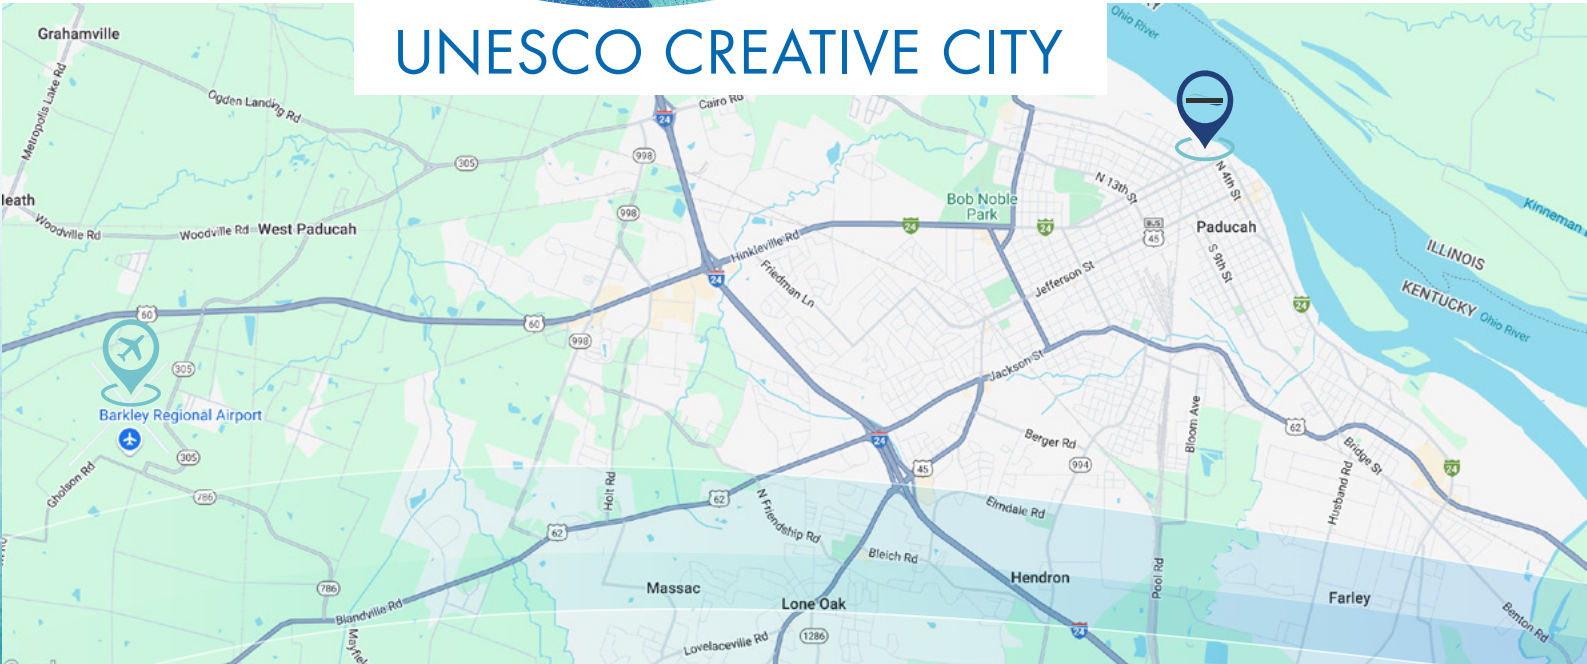 UNESCO CREATIVE CITY
Ohio River
Grahamville
Metropolis Lake Rd
Ogden Landing Rd
Cairo Rd
24
305
998
N 13th St
N 4th St
leath
Woodville Rd
Woodville Rd
West Paducah
998
Bob Noble
Park
24
24
BUS
45
Paducah
S 9th St
Kinneman
ILLINOIS
KENTUCKY
Ohio River
Hinkleville Rd
24
Friedman Ln
Jefferson St
24
60
60
998
305
Jackson St
Barkley Regional Airport
Gholson Rd
305
786
Holt Rd
62
62
N Friendship Rd
24
45
Berger Rd
994
Bloom Ave
62
Bridge St
24
Husband Rd
Elmdale Rd
Bleich Rd
786
Blandville Rd
Massac
Lone Oak
Hendron
Pool Rd
Farley
Benton Rd
Lovelaceville Rd
1286
24